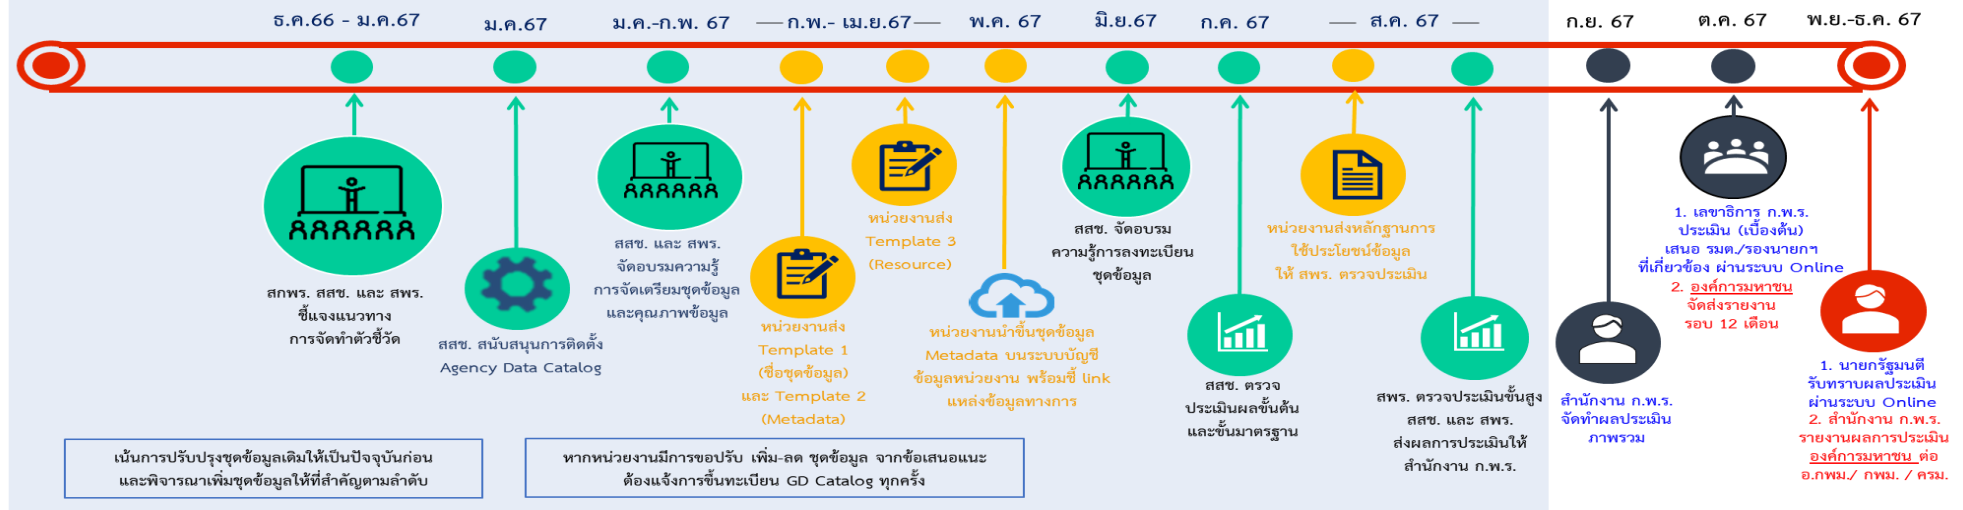 ธ.ค.66 - ม.ค.67
ม.ค.67
ม.ค.-ก.พ. 67
ก.พ.- เม.ย.67
พ.ค. 67
มิ.ย.67
ก.ค. 67
ส.ค. 67
ก.ย. 67
ต.ค. 67
พ.ย.-ธ.ค. 67
สกพร. สสช. และ สพร.
ชี้แจงแนวทาง
การจัดทำตัวชี้วัด
สสช. สนับสนุนการติดตั้ง
Agency Data Catalog
สสช. และ สพร.
จัดอบรมความรู้
การจัดเตรียมชุดข้อมูล
และคุณภาพข้อมูล
หน่วยงานส่ง
Template 1
(ชื่อชุดข้อมูล)
และ Template 2
(Metadata)
หน่วยงานส่ง
Template 3
(Resource)
หน่วยงานนำขึ้นชุดข้อมูล
Metadata บนระบบบัญชี
ข้อมูลหน่วยงาน พร้อมชี้ link
แหล่งข้อมูลทางการ
สสช. จัดอบรม
ความรู้การลงทะเบียน
ชุดข้อมูล
สสช. ตรวจ
ประเมินผลขั้นต้น
และขั้นมาตรฐาน
หน่วยงานส่งหลักฐานการ
ใช้ประโยชน์ข้อมูล
ให้ สพร. ตรวจประเมิน
สพร. ตรวจประเมินขั้นสูง
สสช. และ สพร.
ส่งผลการประเมินให้
สำนักงาน ก.พ.ร.
สำนักงาน ก.พ.ร.
จัดทำผลประเมิน
ภาพรวม
1. เลขาธิการ ก.พ.ร.
ประเมิน (เบื้องต้น)
เสนอ รมต./รองนายกฯ
ที่เกี่ยวข้อง ผ่านระบบ Online
2. องค์การมหาชน
จัดส่งรายงาน
รอบ 12 เดือน
1. นายกรัฐมนตรี
รับทราบผลประเมิน
ผ่านระบบ Online
2. สำนักงาน ก.พ.ร.
รายงานผลการประเมิน
องค์การมหาชน ต่อ
อ.กพม./ กพม. / ครม.
เน้นการปรับปรุงชุดข้อมูลเดิมให้เป็นปัจจุบันก่อน
และพิจารณาเพิ่มชุดข้อมูลให้ที่สำคัญตามลำดับ
หากหน่วยงานมีการขอปรับ เพิ่ม-ลด ชุดข้อมูล จากข้อเสนอแนะ
ต้องแจ้งการขึ้นทะเบียน GD Catalog ทุกครั้ง